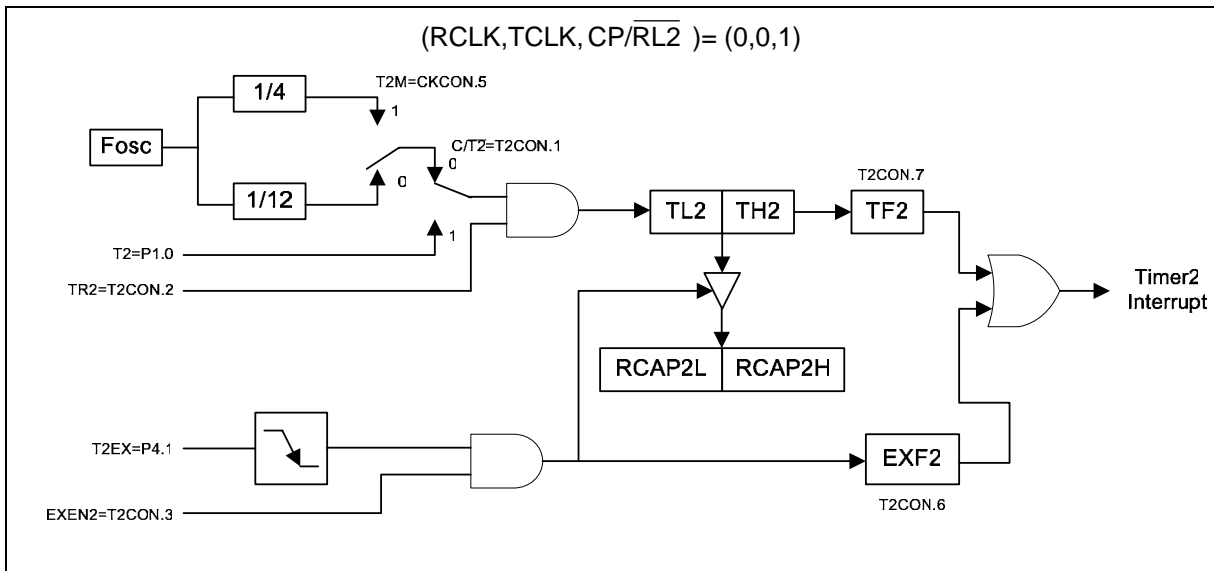 (RCLK,TCLK, CP/R̅L̅2̅ )= (0,0,1)
T2M=CKCON.5
1/4
1
Fosc
C/T̅2̅=T2CON.1
0
0
1/12
T2CON.7
TL2
TH2
TF2
1
T2=P1.0
TR2=T2CON.2
Timer2
Interrupt
RCAP2L
RCAP2H
T2EX=P4.1
EXF2
EXEN2=T2CON.3
T2CON.6